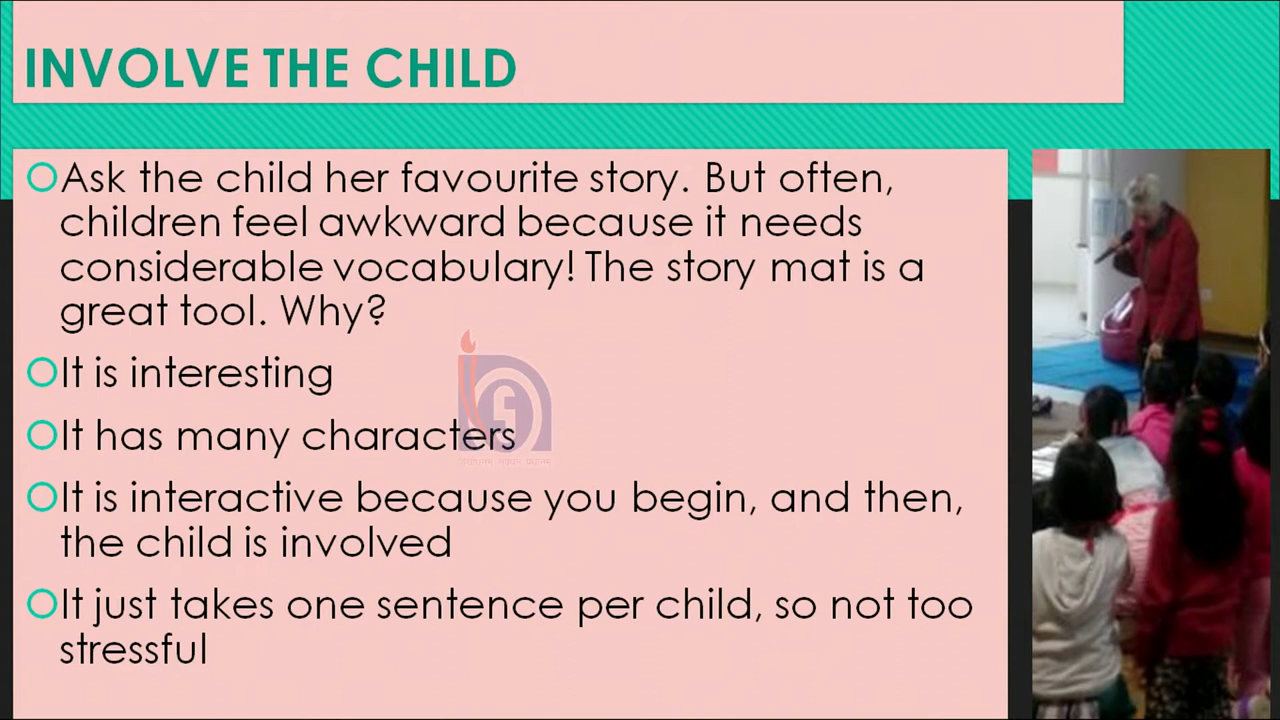 INVOLVE THE CHILD
Ask the child her favourite story. But often,
children feel awkward because it needs
considerable vocabulary! The story mat is a
great tool. Why?
It is interesting
It has many characters
It is interactive because you begin, and then,
the child is involved
It just takes one sentence per child, so not too
stressful